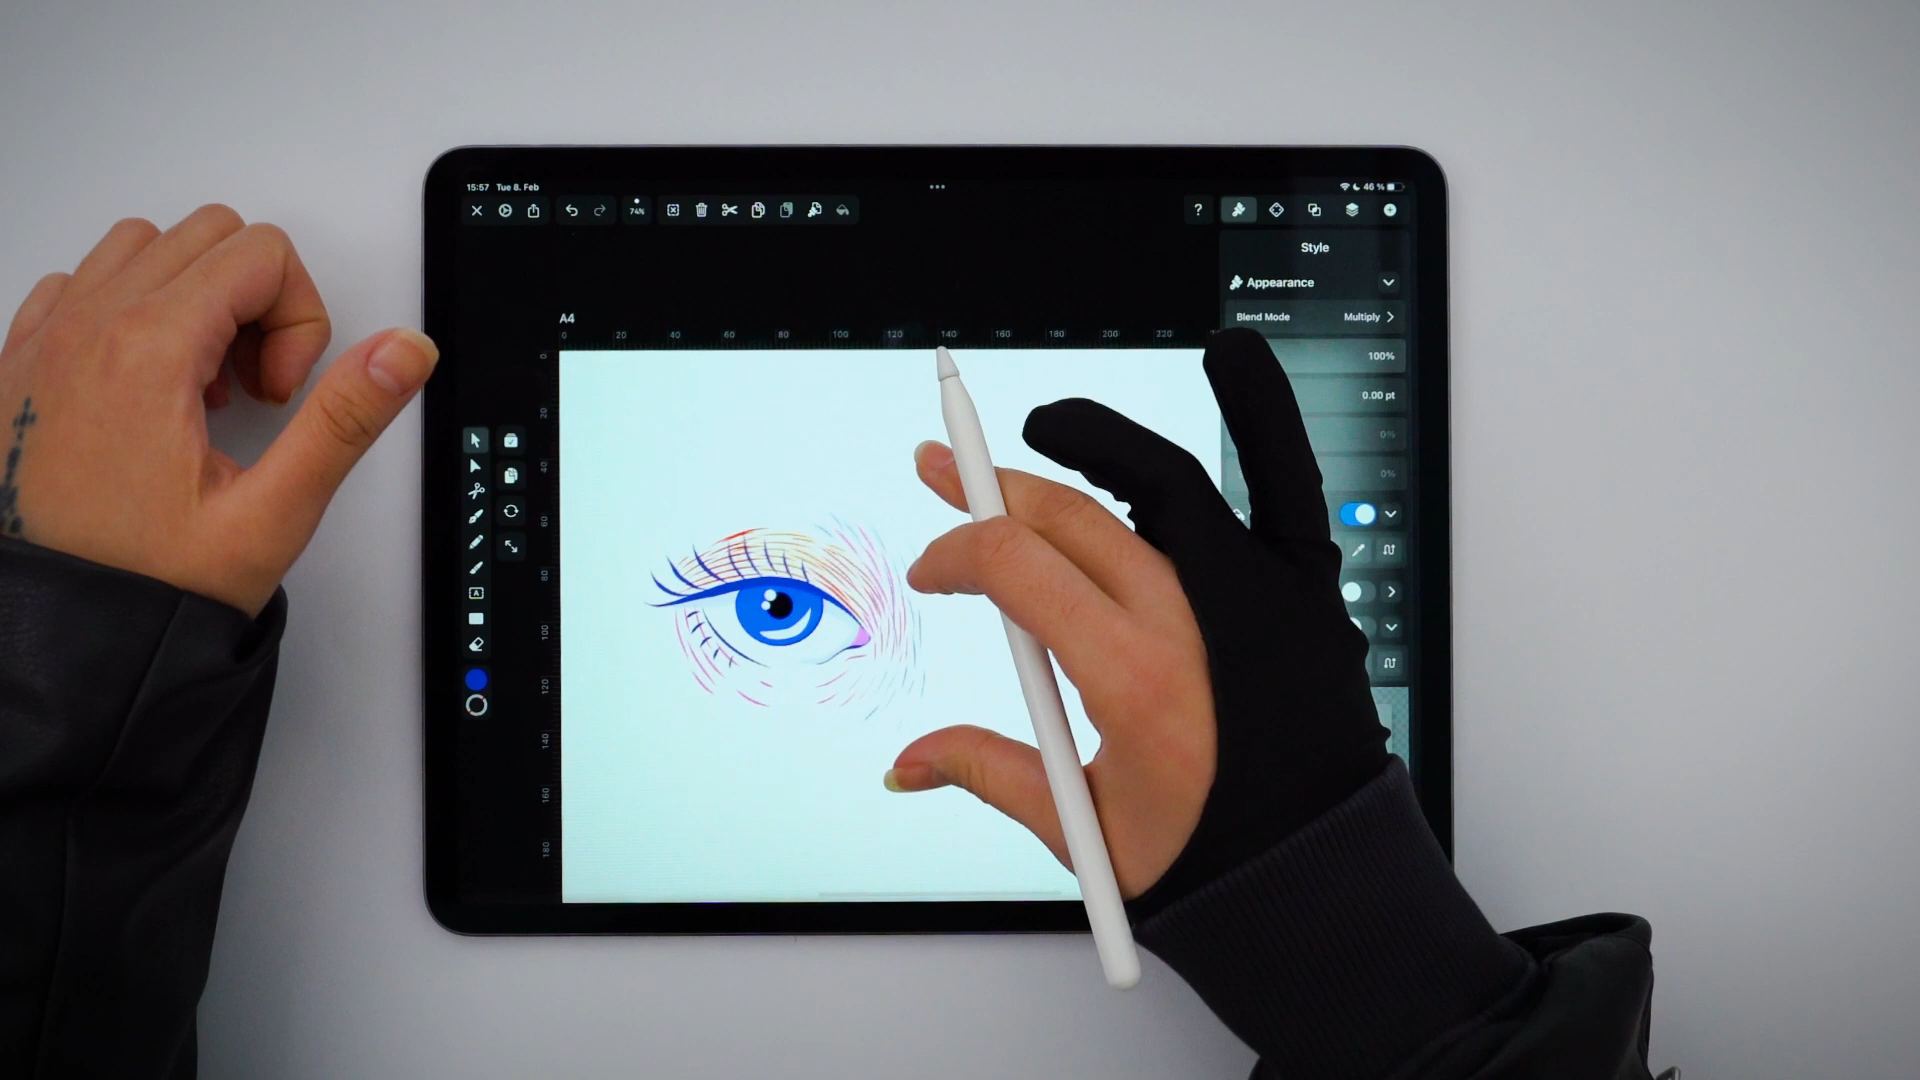 15:57 Tue 8. Feb
46 %
74%
?
Style
Appearance
Blend Mode Multiply
100%
0.00 pt
0%
0%
A4
0 20 40 60 80 100 120 140 160 180 200 220
0
20
40
60
80
100
120
140
160
180
A